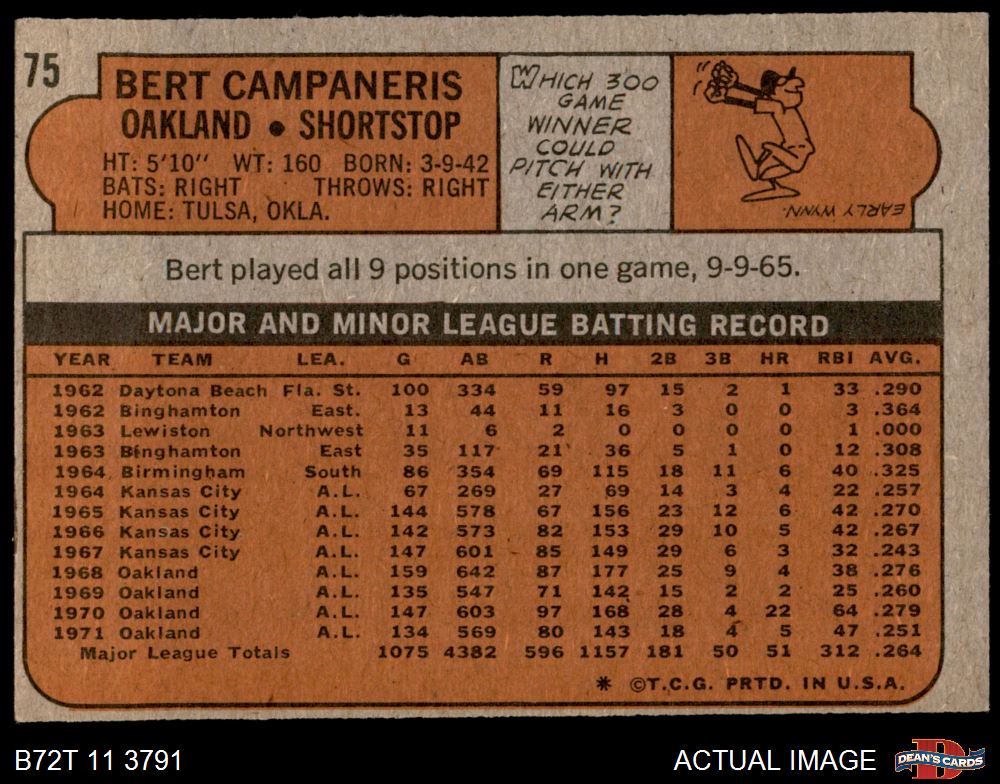 75
BERT CAMPANERIS
OAKLAND • SHORTSTOP
HT: 5'10" WT: 160 BORN: 3-9-42
BATS: RIGHT THROWS: RIGHT
HOME: TULSA, OKLA.
WHICH 300
GAME
WINNER
COULD
PITCH WITH
EITHER
ARM?
EARLY WYNN.
Bert played all 9 positions in one game, 9-9-65.
MAJOR AND MINOR LEAGUE BATTING RECORD
YEAR TEAM LEA. G AB R H 2B 3B HR RBI AVG.
1962 Daytona Beach Fla. St. 100 334 59 97 15 2 1 33 .290
1962 Binghamton East. 13 44 11 16 3 0 0 3 .364
1963 Lewiston Northwest 11 6 2 0 0 0 0 1 .000
1963 Binghamton East 35 117 21 36 5 1 0 12 .308
1964 Birmingham South 86 354 69 115 18 11 6 40 .325
1964 Kansas City A.L. 67 269 27 69 14 3 4 22 .257
1965 Kansas City A.L. 144 578 67 156 23 12 6 42 .270
1966 Kansas City A.L. 142 573 82 153 29 10 5 42 .267
1967 Kansas City A.L. 147 601 85 149 29 6 3 32 .243
1968 Oakland A.L. 159 642 87 177 25 9 4 38 .276
1969 Oakland A.L. 135 547 71 142 15 2 2 25 .260
1970 Oakland A.L. 147 603 97 168 28 4 22 64 .279
1971 Oakland A.L. 134 569 80 143 18 4 5 47 .251
Major League Totals 1075 4382 596 1157 181 50 51 312 .264
* ©T.C.G. PRTD. IN U.S.A.
B72T 11 3791
ACTUAL IMAGE
D
DEAN'S CARDS